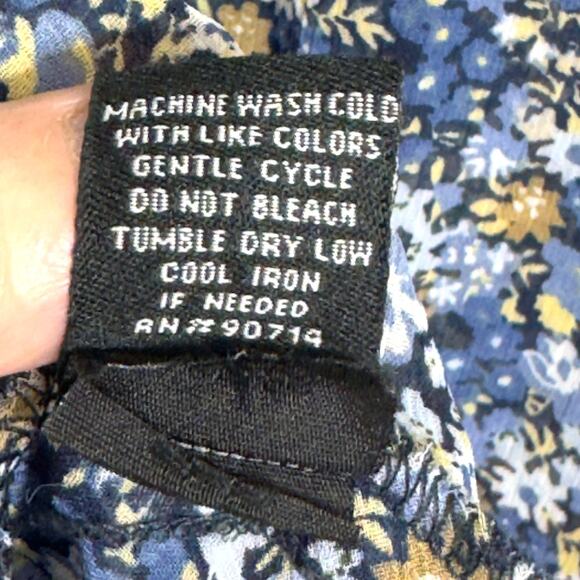 MACHINE WASH COLD
WITH LIKE COLORS
GENTLE CYCLE
DO NOT BLEACH
TUMBLE DRY LOW
COOL IRON
IF NEEDED
RN# 90714